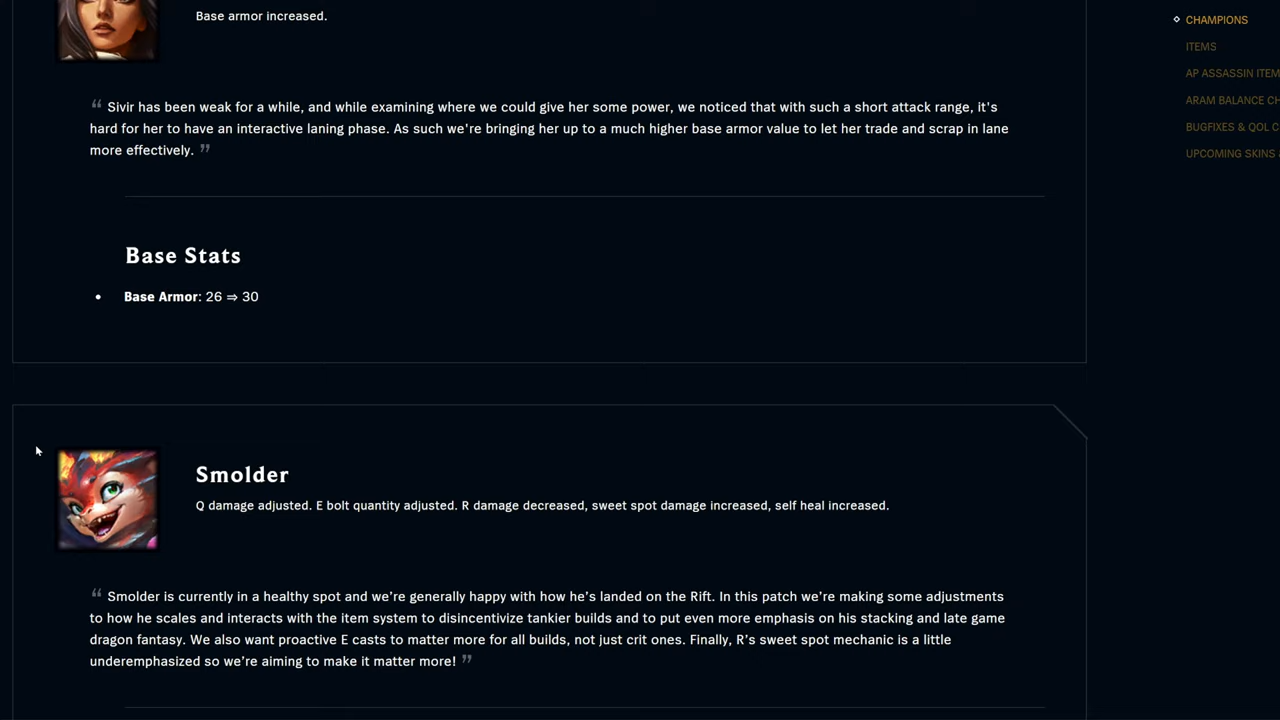 Base armor increased.
CHAMPIONS
ITEMS
AP ASSASSIN ITEM
ARAM BALANCE CH
BUGFIXES & QOL C
UPCOMING SKINS
“ Sivir has been weak for a while, and while examining where we could give her some power, we noticed that with such a short attack range, it's
hard for her to have an interactive laning phase. As such we're bringing her up to a much higher base armor value to let her trade and scrap in lane
more effectively. ”
Base Stats
• Base Armor: 26 ⇒ 30
Smolder
Q damage adjusted. E bolt quantity adjusted. R damage decreased, sweet spot damage increased, self heal increased.
“ Smolder is currently in a healthy spot and we’re generally happy with how he’s landed on the Rift. In this patch we’re making some adjustments
to how he scales and interacts with the item system to disincentivize tankier builds and to put even more emphasis on his stacking and late game
dragon fantasy. We also want proactive E casts to matter more for all builds, not just crit ones. Finally, R’s sweet spot mechanic is a little
underemphasized so we’re aiming to make it matter more! ”